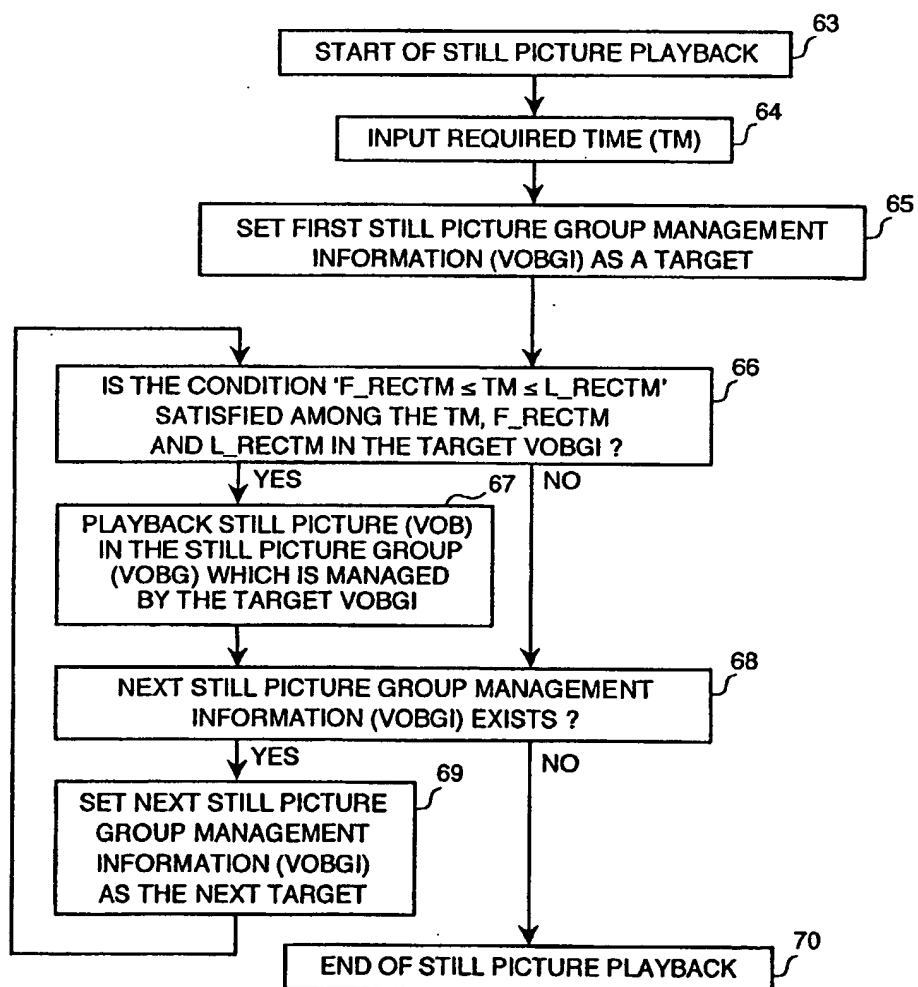 63
START OF STILL PICTURE PLAYBACK
64
INPUT REQUIRED TIME (TM)
65
SET FIRST STILL PICTURE GROUP MANAGEMENT
INFORMATION (VOBGI) AS A TARGET
66
IS THE CONDITION 'F_RECTM ≤ TM ≤ L_RECTM'
SATISFIED AMONG THE TM, F_RECTM
AND L_RECTM IN THE TARGET VOBGI ?
YES
NO
67
PLAYBACK STILL PICTURE (VOB)
IN THE STILL PICTURE GROUP
(VOBG) WHICH IS MANAGED
BY THE TARGET VOBGI
68
NEXT STILL PICTURE GROUP MANAGEMENT
INFORMATION (VOBGI) EXISTS ?
YES
NO
69
SET NEXT STILL PICTURE
GROUP MANAGEMENT
INFORMATION (VOBGI)
AS THE NEXT TARGET
70
END OF STILL PICTURE PLAYBACK